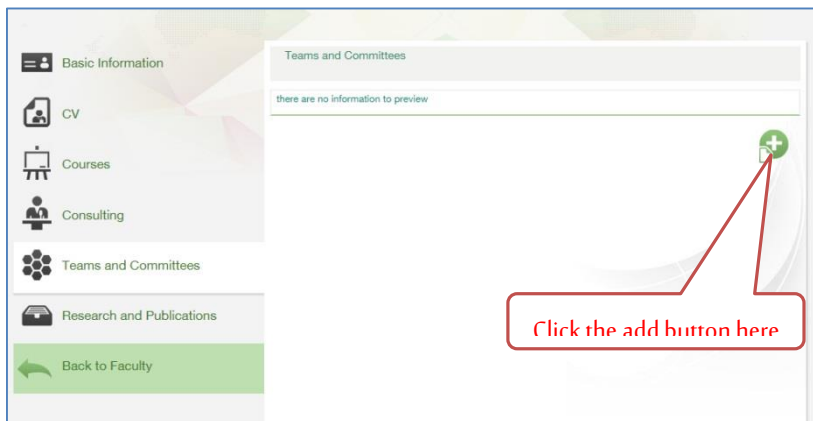 Basic Information
CV
Courses
Consulting
Teams and Committees
Research and Publications
Back to Faculty
Teams and Committees
there are no information to preview
Click the add button here